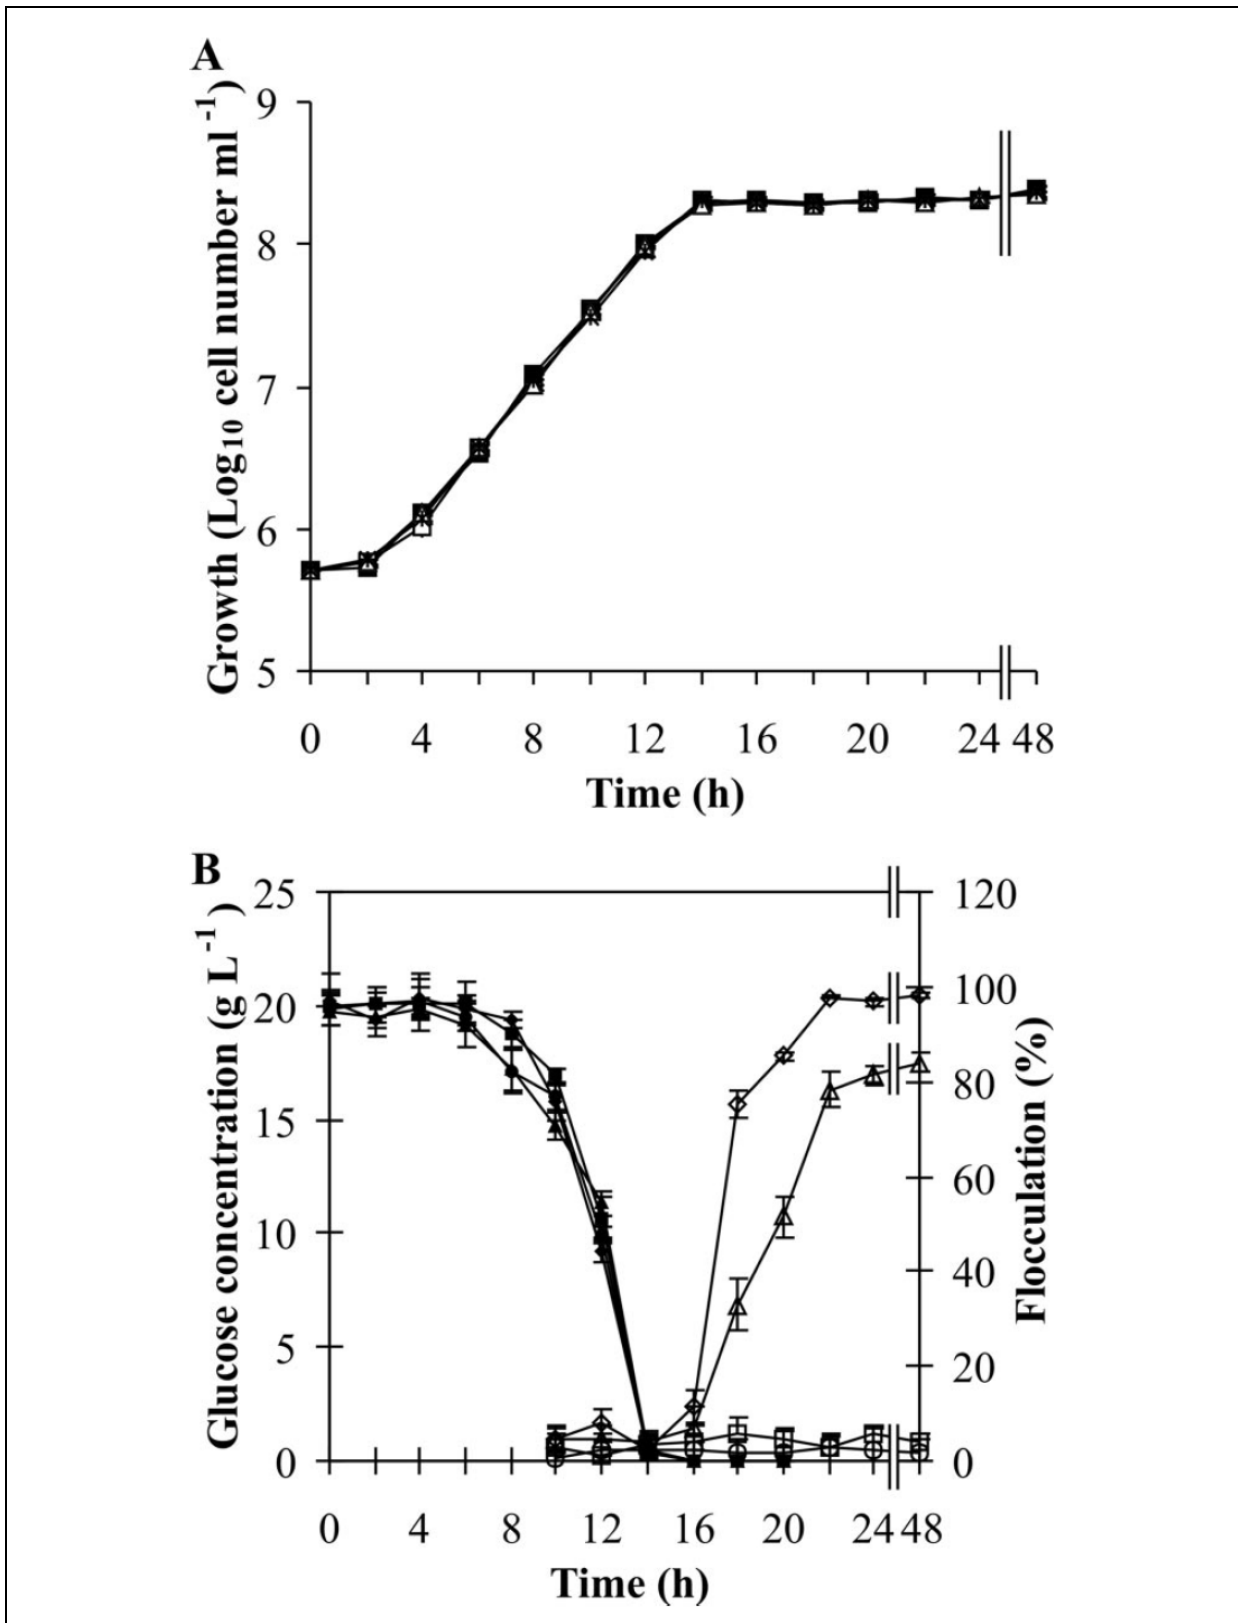 A
Growth (Log10 cell number ml -1)
9
8
7
6
5
0 4 8 12 16 20 24 48
Time (h)
B
Glucose concentration (g L -1 )
25
20
15
10
5
0
120
100
80
60
40
20
0
Flocculation (%)
0 4 8 12 16 20 24 48
Time (h)